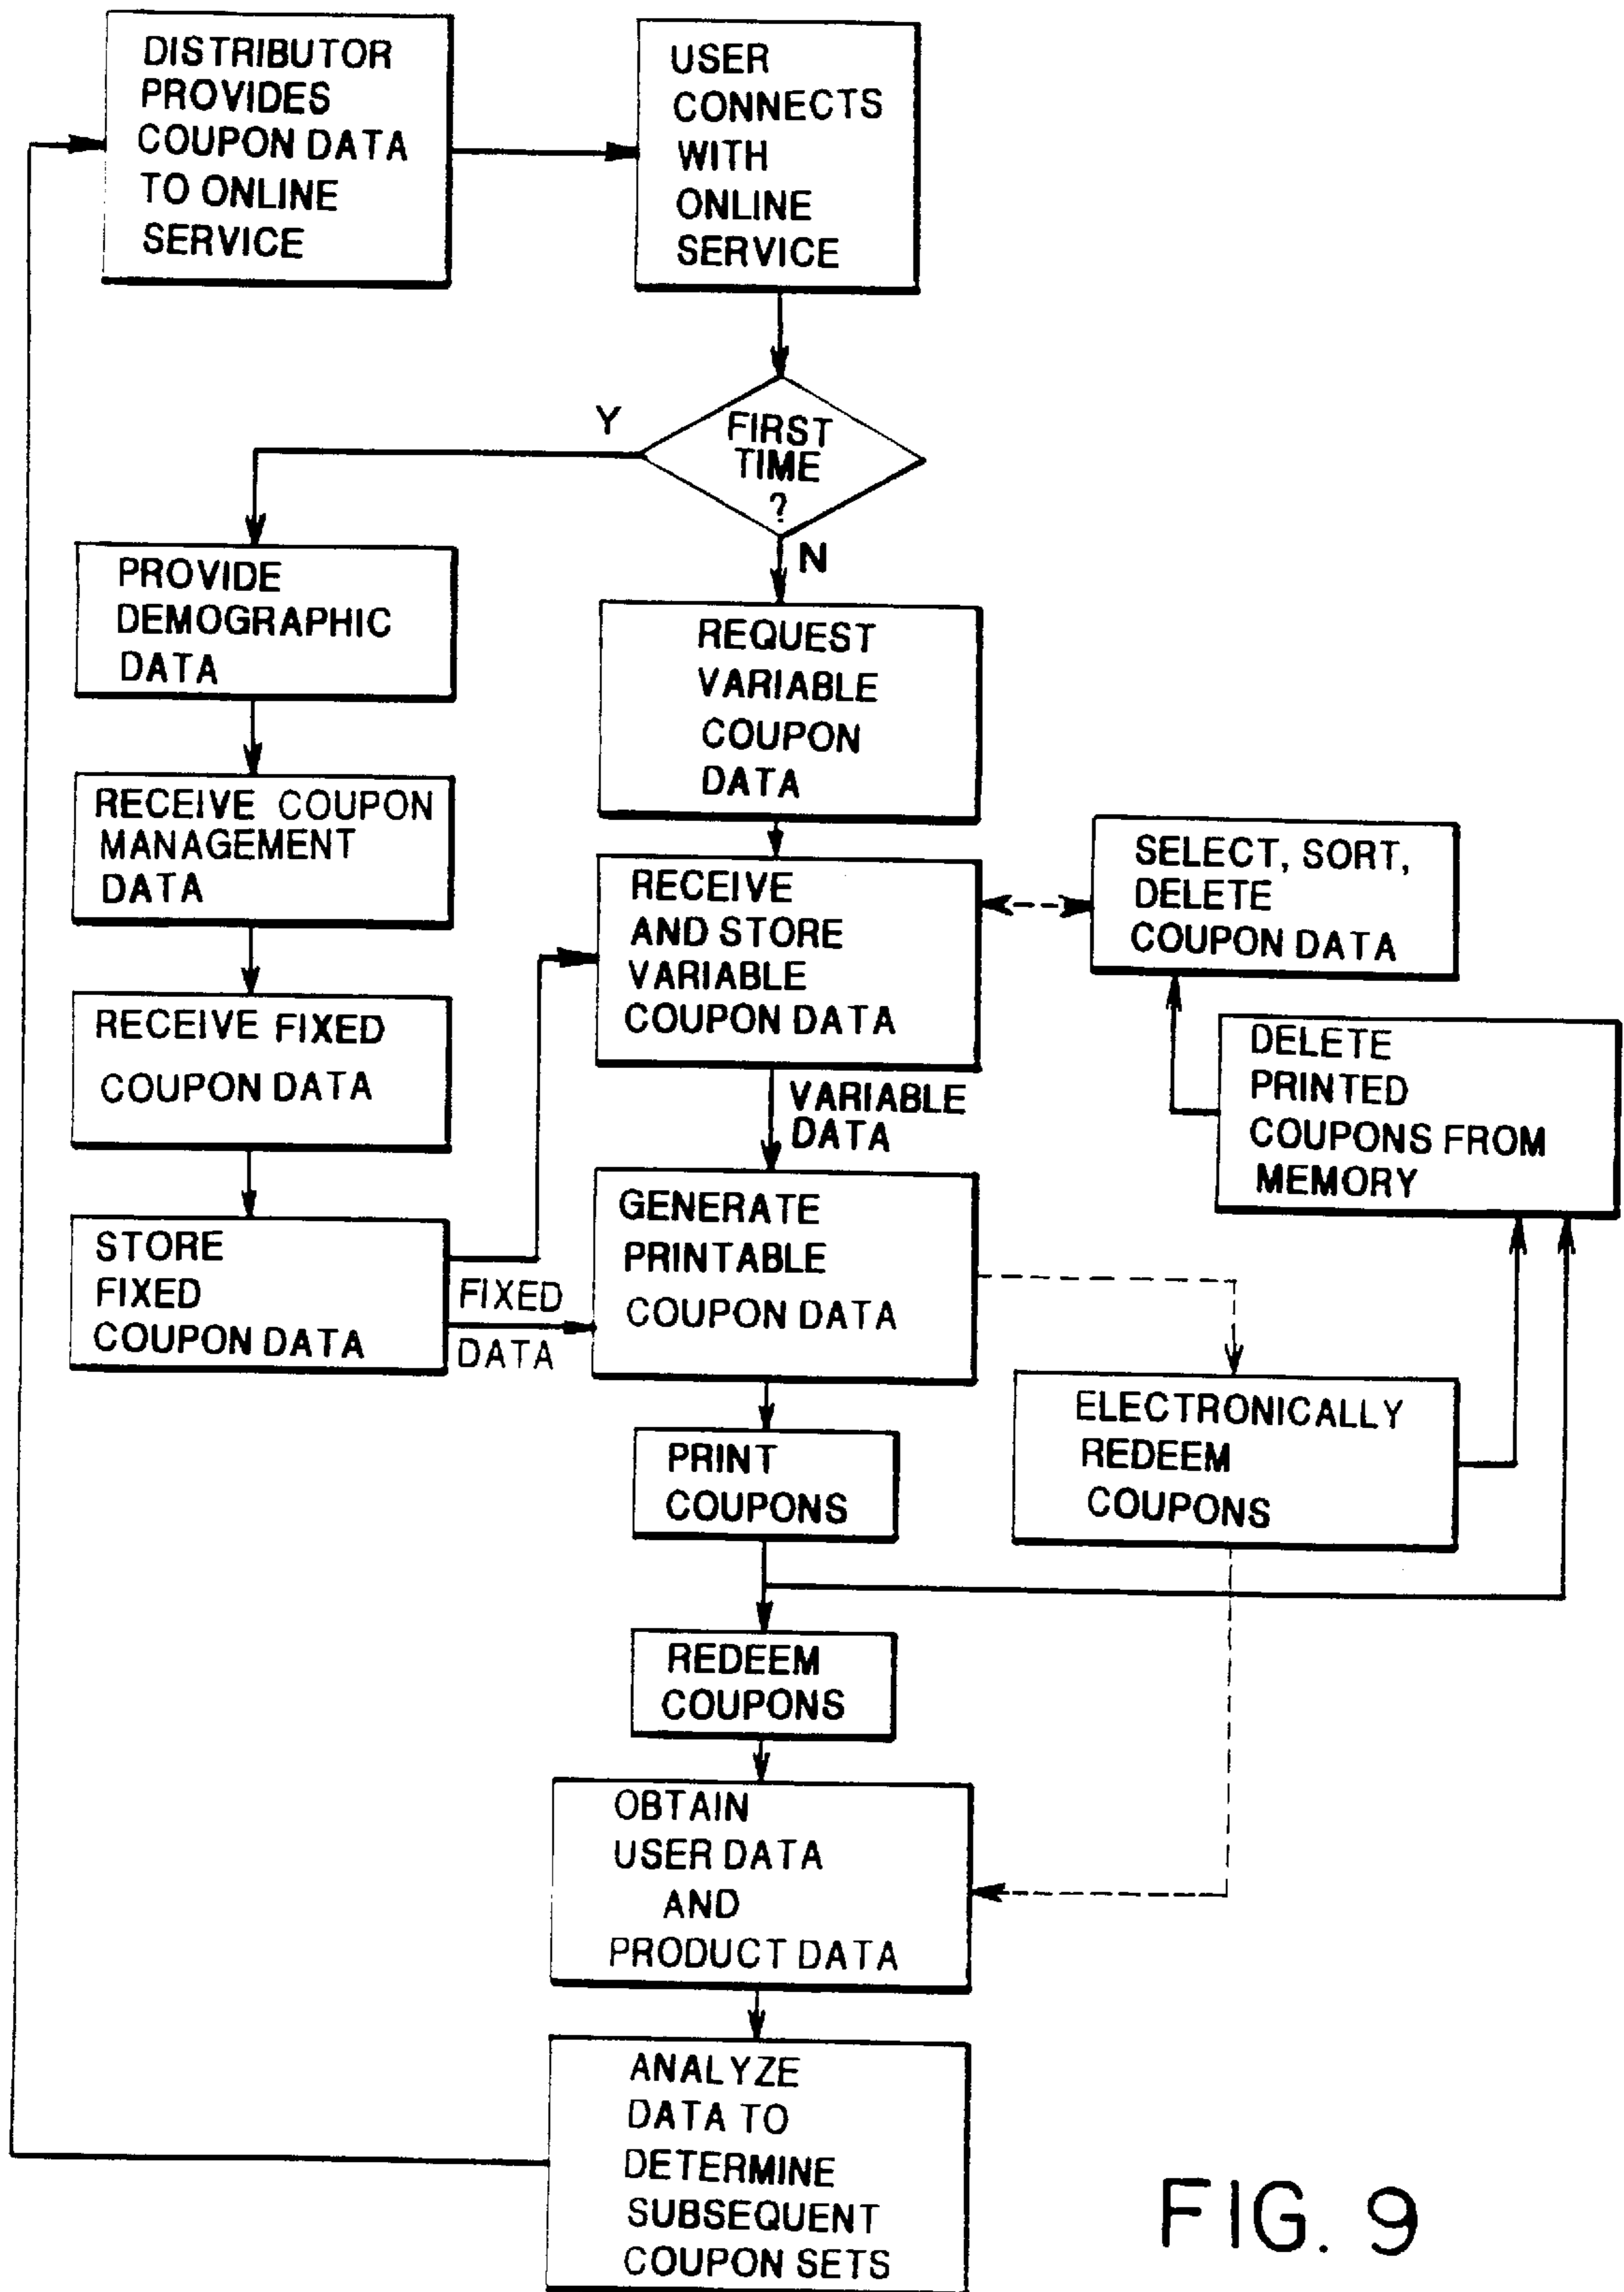 DISTRIBUTOR
PROVIDES
COUPON DATA
TO ONLINE
SERVICE
USER
CONNECTS
WITH
ONLINE
SERVICE
FIRST
TIME
?
Y
N
PROVIDE
DEMOGRAPHIC
DATA
REQUEST
VARIABLE
COUPON
DATA
RECEIVE COUPON
MANAGEMENT
DATA
RECEIVE
AND STORE
VARIABLE
COUPON DATA
SELECT, SORT,
DELETE
COUPON DATA
RECEIVE FIXED
COUPON DATA
DELETE
PRINTED
COUPONS FROM
MEMORY
VARIABLE
DATA
STORE
FIXED
COUPON DATA
FIXED
DATA
GENERATE
PRINTABLE
COUPON DATA
ELECTRONICALLY
REDEEM
COUPONS
PRINT
COUPONS
REDEEM
COUPONS
OBTAIN
USER DATA
AND
PRODUCT DATA
ANALYZE
DATA TO
DETERMINE
SUBSEQUENT
COUPON SETS
FIG. 9